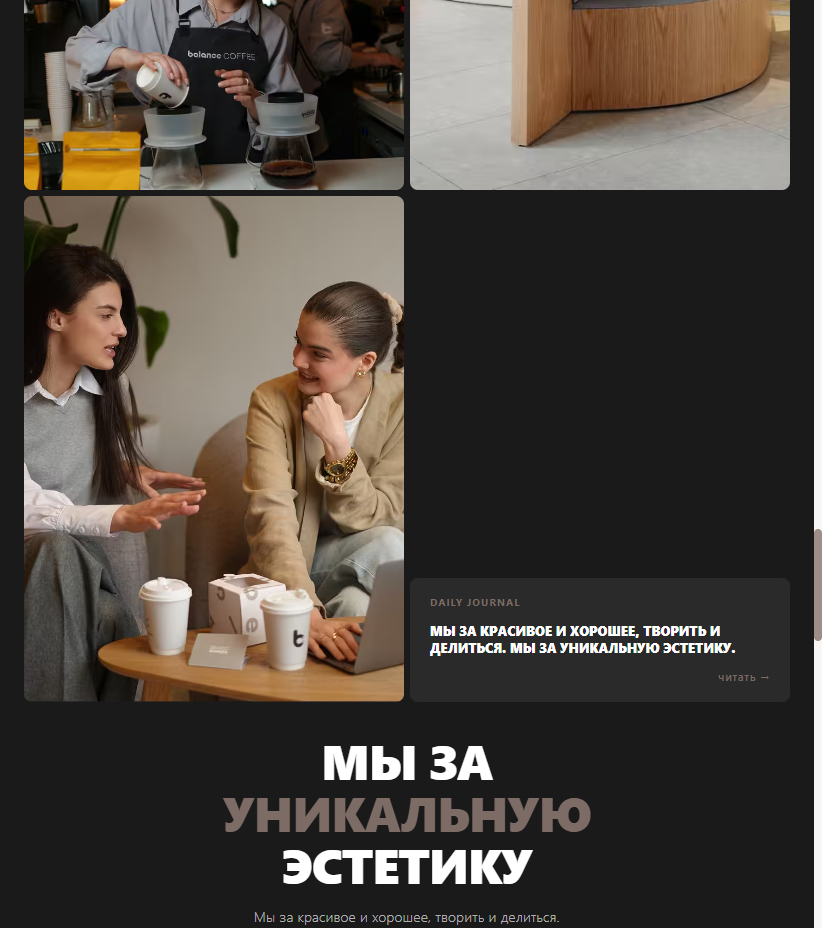 balance COFFEE
DAILY JOURNAL
МЫ ЗА КРАСИВОЕ И ХОРОШЕЕ, ТВОРИТЬ И
ДЕЛИТЬСЯ. МЫ ЗА УНИКАЛЬНУЮ ЭСТЕТИКУ.
читать →
МЫ ЗА
УНИКАЛЬНУЮ
ЭСТЕТИКУ
Мы за красивое и хорошее, творить и делиться.